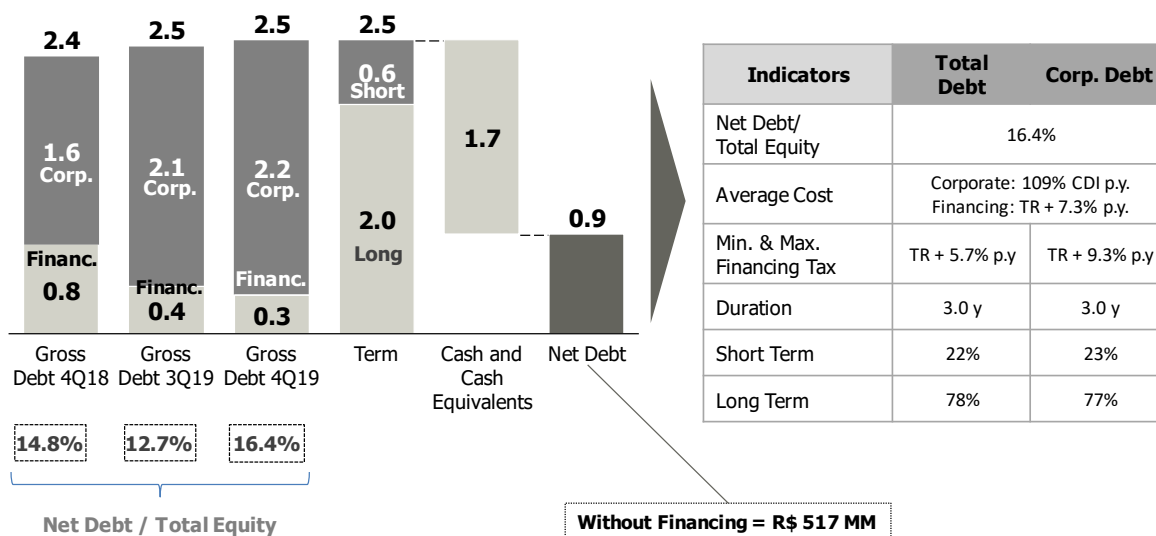 2.4
2.5
2.5
2.5
1.6
Corp.
2.1
Corp.
2.2
Corp.
0.6
Short
1.7
2.0
Long
0.9
Financ.
0.8
Financ.
0.4
Financ.
0.3
Gross
Debt 4Q18
Gross
Debt 3Q19
Gross
Debt 4Q19
Term
Cash and
Cash
Equivalents
Net Debt
14.8%
12.7%
16.4%
Net Debt / Total Equity
Without Financing = R$ 517 MM
Indicators
Total
Debt
Corp. Debt
Net Debt/
Total Equity
16.4%
Average Cost
Corporate: 109% CDI p.y.
Financing: TR + 7.3% p.y.
Min. & Max.
Financing Tax
TR + 5.7% p.y
TR + 9.3% p.y
Duration
3.0 y
3.0 y
Short Term
22%
23%
Long Term
78%
77%